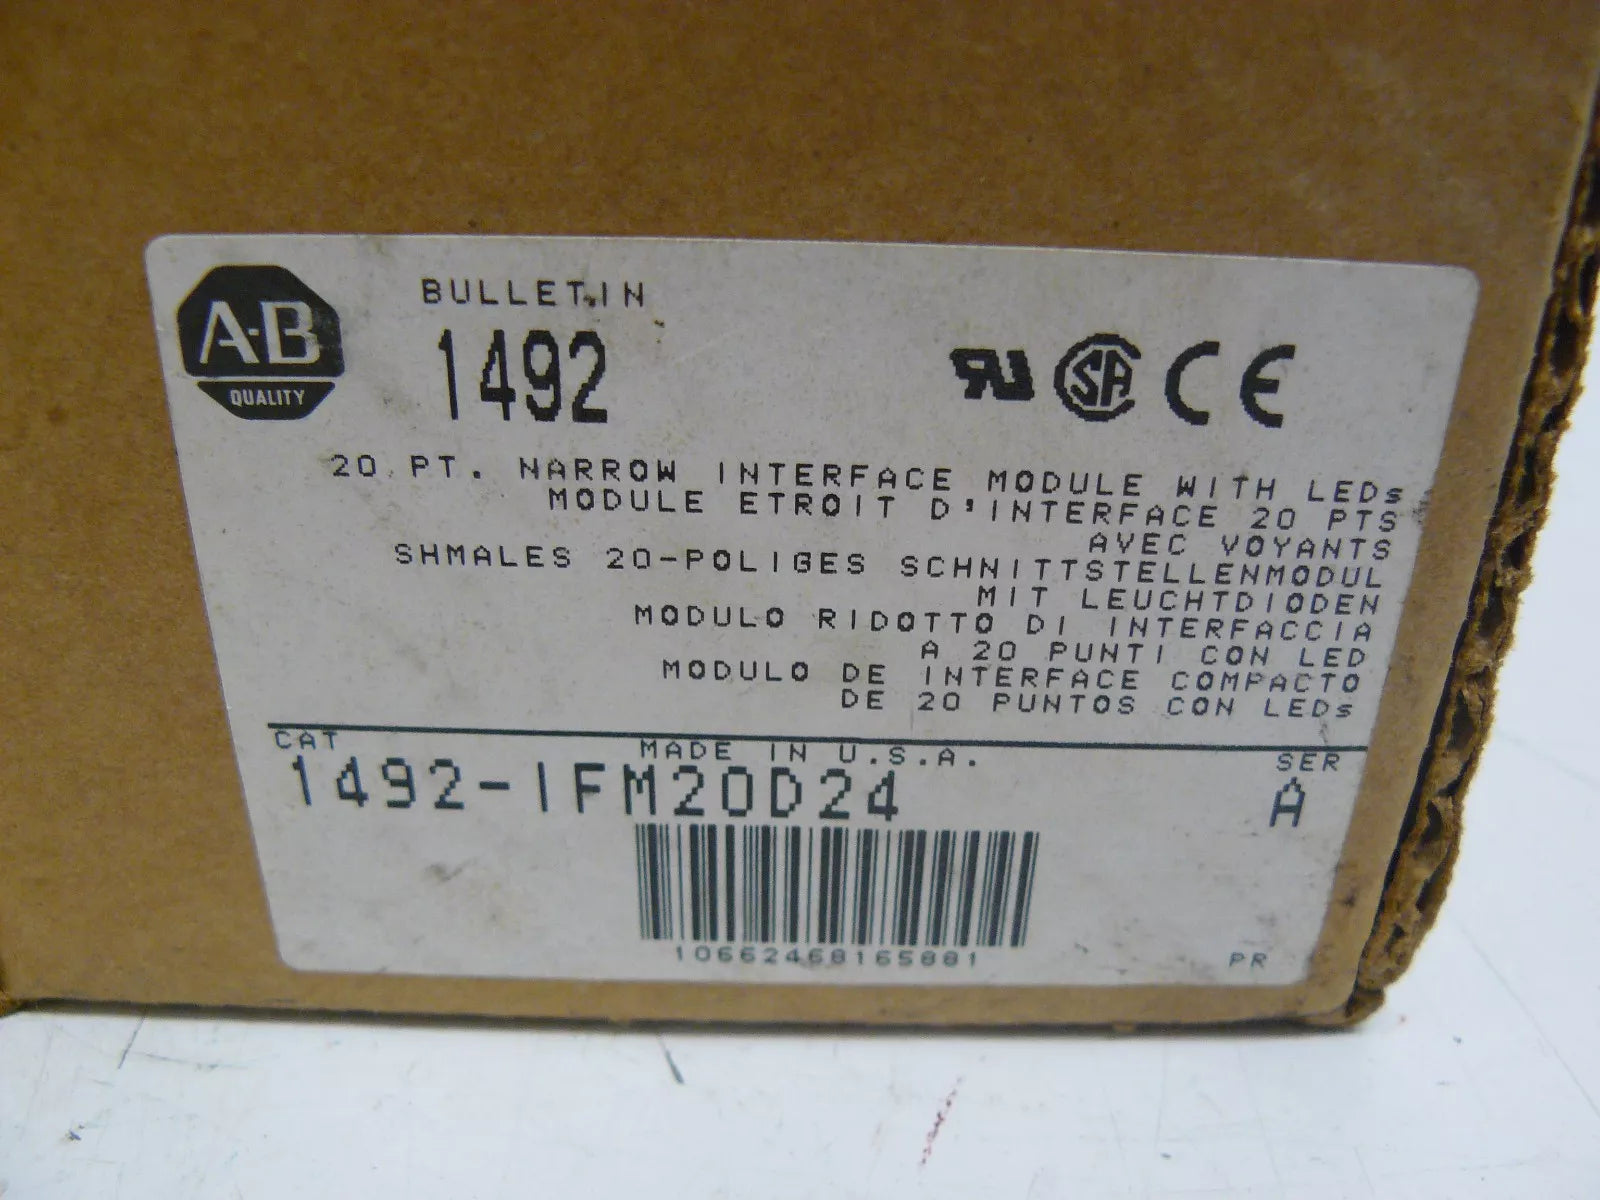 A-B
QUALITY
BULLETIN
1492
CE
20 PT. NARROW INTERFACE MODULE WITH LEDs
MODULE ETROIT D'INTERFACE 20 PTS
AVEC VOYANTS
SHMALES 20-POLIGES SCHNITTSTELLENMODUL
MIT LEUCHTDIODEN
MODULO RIDOTTO DI INTERFACCIA
A 20 PUNTI CON LED
MODULO DE INTERFACE COMPACTO
DE 20 PUNTOS CON LEDs
CAT MADE IN U.S.A. SER
1492-IFM20D24 A
10662468165881
PR